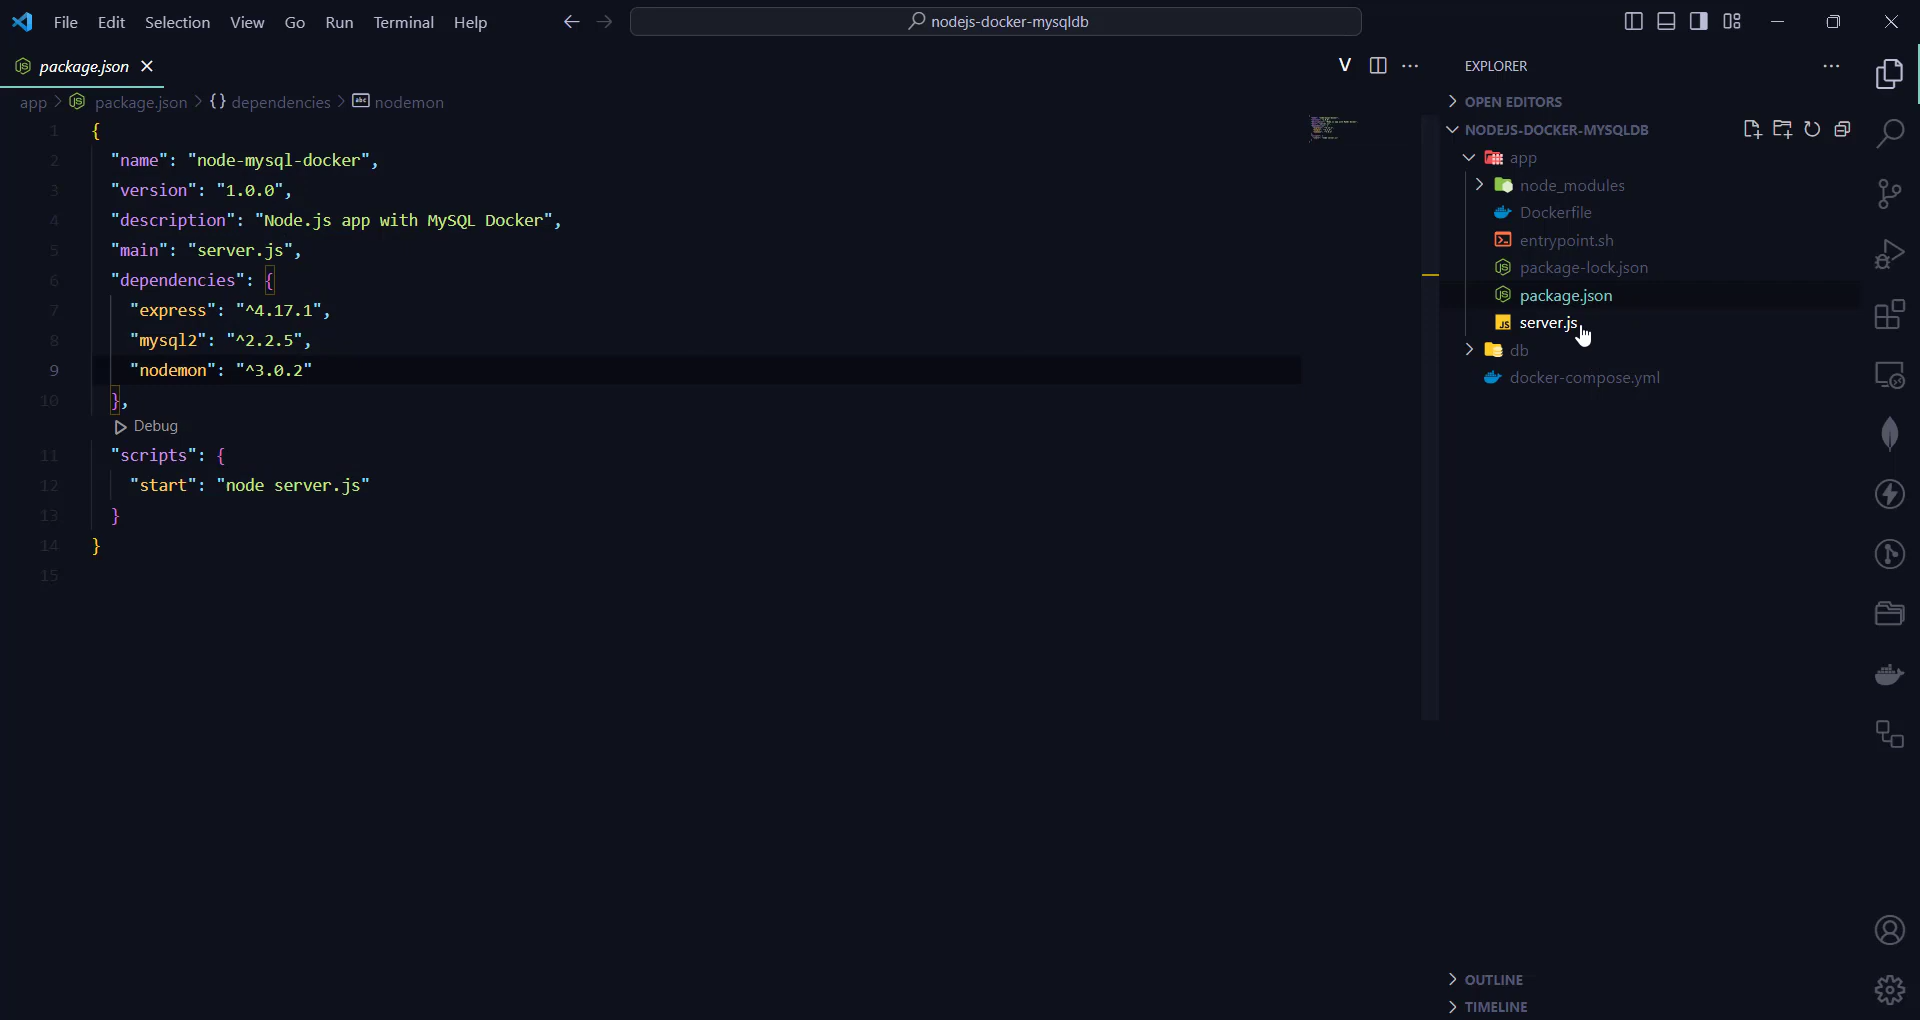 File Edit Selection View Go Run Terminal Help
nodejs-docker-mysqldb
package.json
V
app > package.json > {} dependencies > abc nodemon
1 {
2 "name": "node-mysql-docker",
3 "version": "1.0.0",
4 "description": "Node.js app with MySQL Docker",
5 "main": "server.js",
6 "dependencies": {
7 "express": "^4.17.1",
8 "mysql2": "^2.2.5",
9 "nodemon": "^3.0.2"
10 },
Debug
11 "scripts": {
12 "start": "node server.js"
13 }
14 }
15
EXPLORER
OPEN EDITORS
NODEJS-DOCKER-MYSQLDB
app
node_modules
Dockerfile
entrypoint.sh
package-lock.json
package.json
JS server.js
db
docker-compose.yml
OUTLINE
TIMELINE